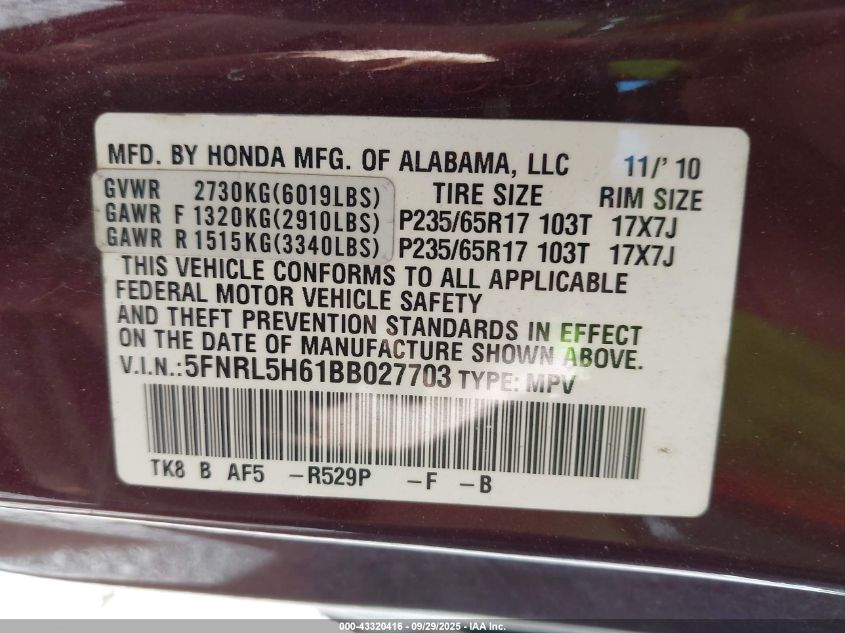 MFD. BY HONDA MFG. OF ALABAMA, LLC 11/'10
GVWR 2730KG(6019LBS) TIRE SIZE RIM SIZE
GAWR F 1320KG(2910LBS) P235/65R17 103T 17X7J
GAWR R 1515KG(3340LBS) P235/65R17 103T 17X7J
THIS VEHICLE CONFORMS TO ALL APPLICABLE
FEDERAL MOTOR VEHICLE SAFETY
AND THEFT PREVENTION STANDARDS IN EFFECT
ON THE DATE OF MANUFACTURE SHOWN ABOVE.
V.I.N.:5FNRL5H61BB027703 TYPE: MPV
TK8 B AF5 -R529P -F -B
000-43320416 - 09/29/2025 - IAA Inc.